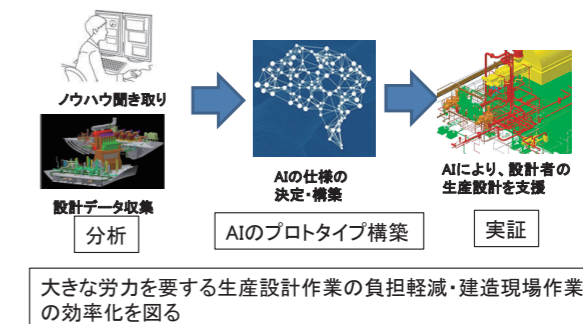 ノウハウ聞き取り
設計データ収集
分析
AIの仕様の
決定・構築
AIのプロトタイプ構築
AIにより、設計者の
生産設計を支援
実証
大きな労力を要する生産設計作業の負担軽減・建造現場作業
の効率化を図る